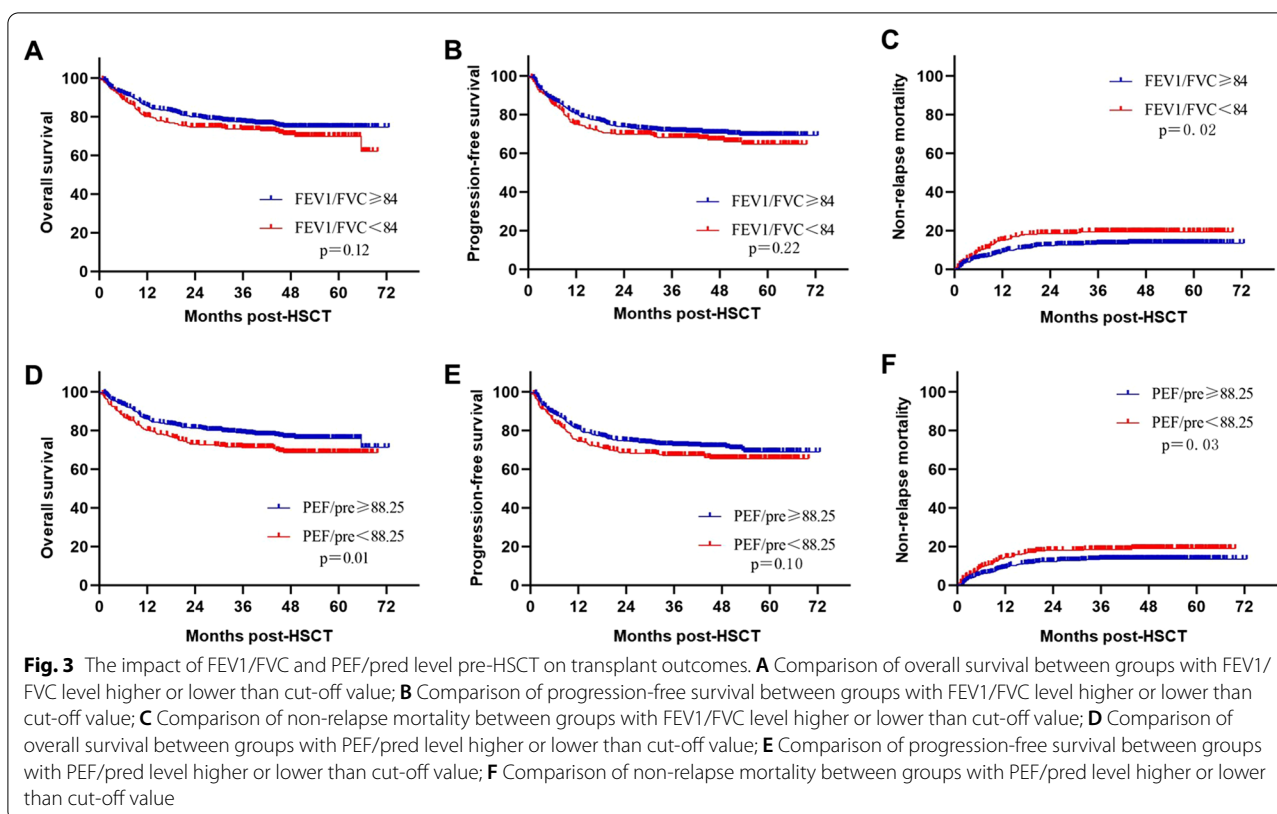 A
Overall survival
100
80
60
40
20
0
0 12 24 36 48 60 72
Months post-HSCT
FEV1/FVC≥84
FEV1/FVC<84
p=0.12
B
Progression-free survival
100
80
60
40
20
0
0 12 24 36 48 60 72
Months post-HSCT
FEV1/FVC≥84
FEV1/FVC<84
p=0.22
C
Non-relapse mortality
100
80
60
40
20
0
0 12 24 36 48 60 72
Months post-HSCT
FEV1/FVC≥84
FEV1/FVC<84
p=0.02
D
Overall survival
100
80
60
40
20
0
0 12 24 36 48 60 72
Months post-HSCT
PEF/pre≥88.25
PEF/pre<88.25
p=0.01
E
Progression-free survival
100
80
60
40
20
0
0 12 24 36 48 60 72
Months post-HSCT
PEF/pre≥88.25
PEF/pre<88.25
p=0.10
F
Non-relapse mortality
100
80
60
40
20
0
0 12 24 36 48 60 72
Months post-HSCT
PEF/pre≥88.25
PEF/pre<88.25
p=0.03
Fig. 3 The impact of FEV1/FVC and PEF/pred level pre-HSCT on transplant outcomes. A Comparison of overall survival between groups with FEV1/
FVC level higher or lower than cut-off value; B Comparison of progression-free survival between groups with FEV1/FVC level higher or lower than
cut-off value; C Comparison of non-relapse mortality between groups with FEV1/FVC level higher or lower than cut-off value; D Comparison of
overall survival between groups with PEF/pred level higher or lower than cut-off value; E Comparison of progression-free survival between groups
with PEF/pred level higher or lower than cut-off value; F Comparison of non-relapse mortality between groups with PEF/pred level higher or lower
than cut-off value